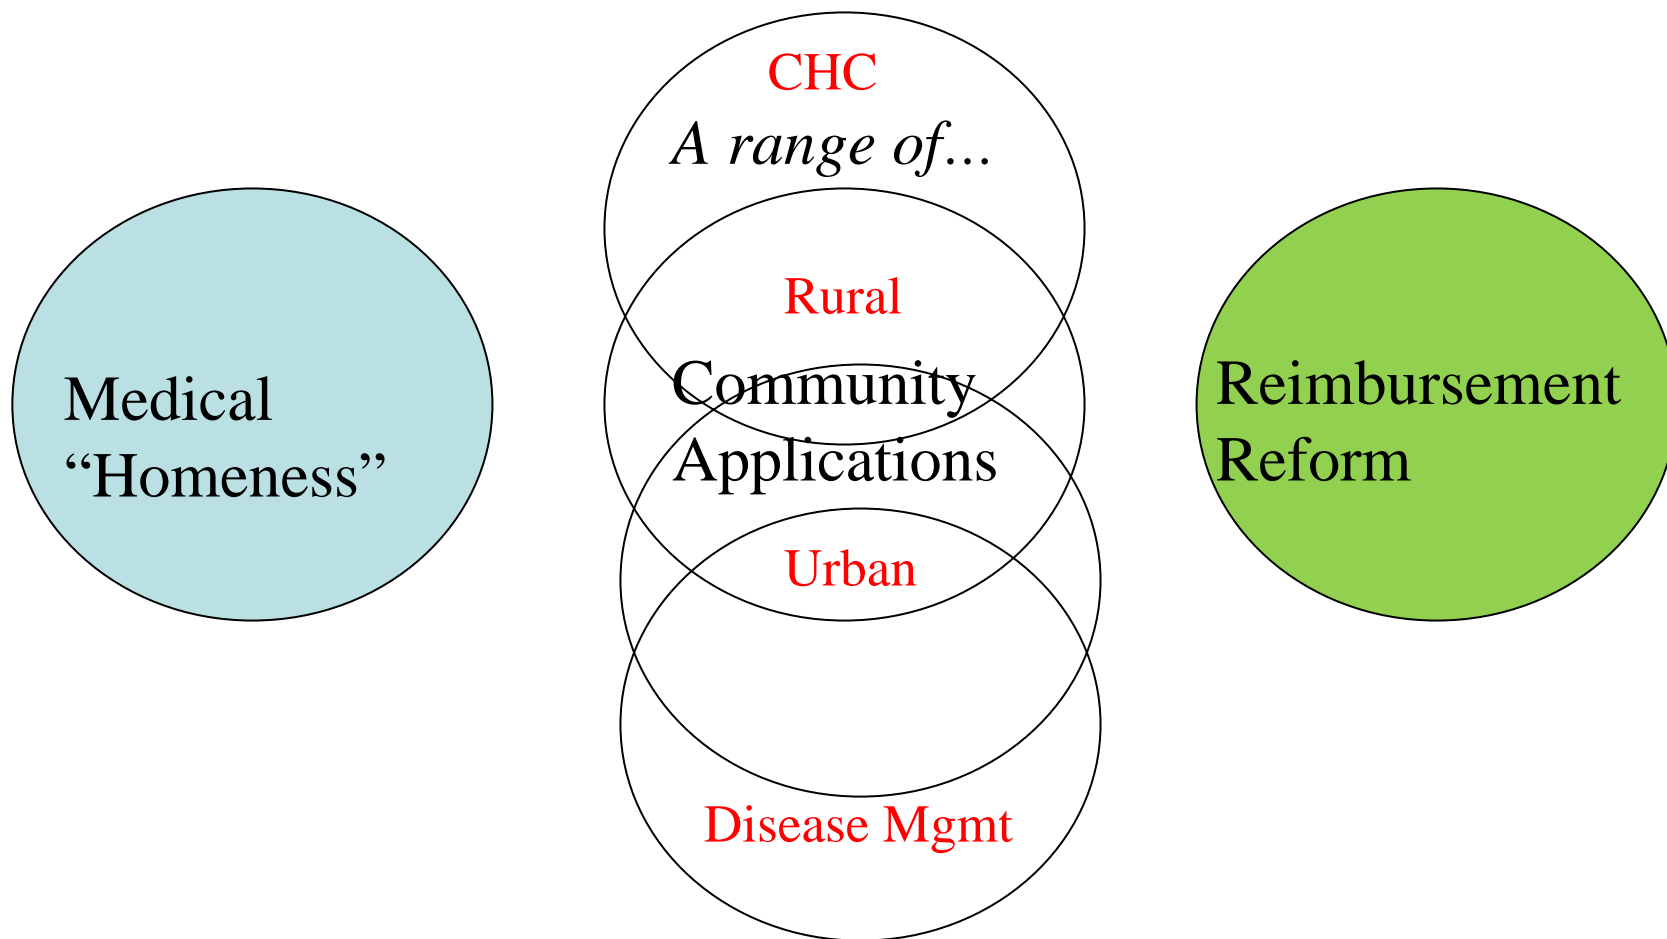 Medical
“Homeness”
CHC
A range of…
Rural
Community
Applications
Urban
Disease Mgmt
Reimbursement
Reform